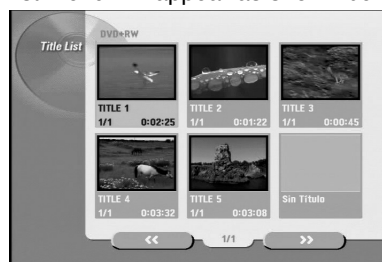 Title List
DVD+RW
TITLE 1
1/1 0:02:25
TITLE 2
1/1 0:01:22
TITLE 3
1/1 0:00:45
TITLE 4
1/1 0:03:32
TITLE 5
1/1 0:03:08
Sin Título
<< 1/1 >>